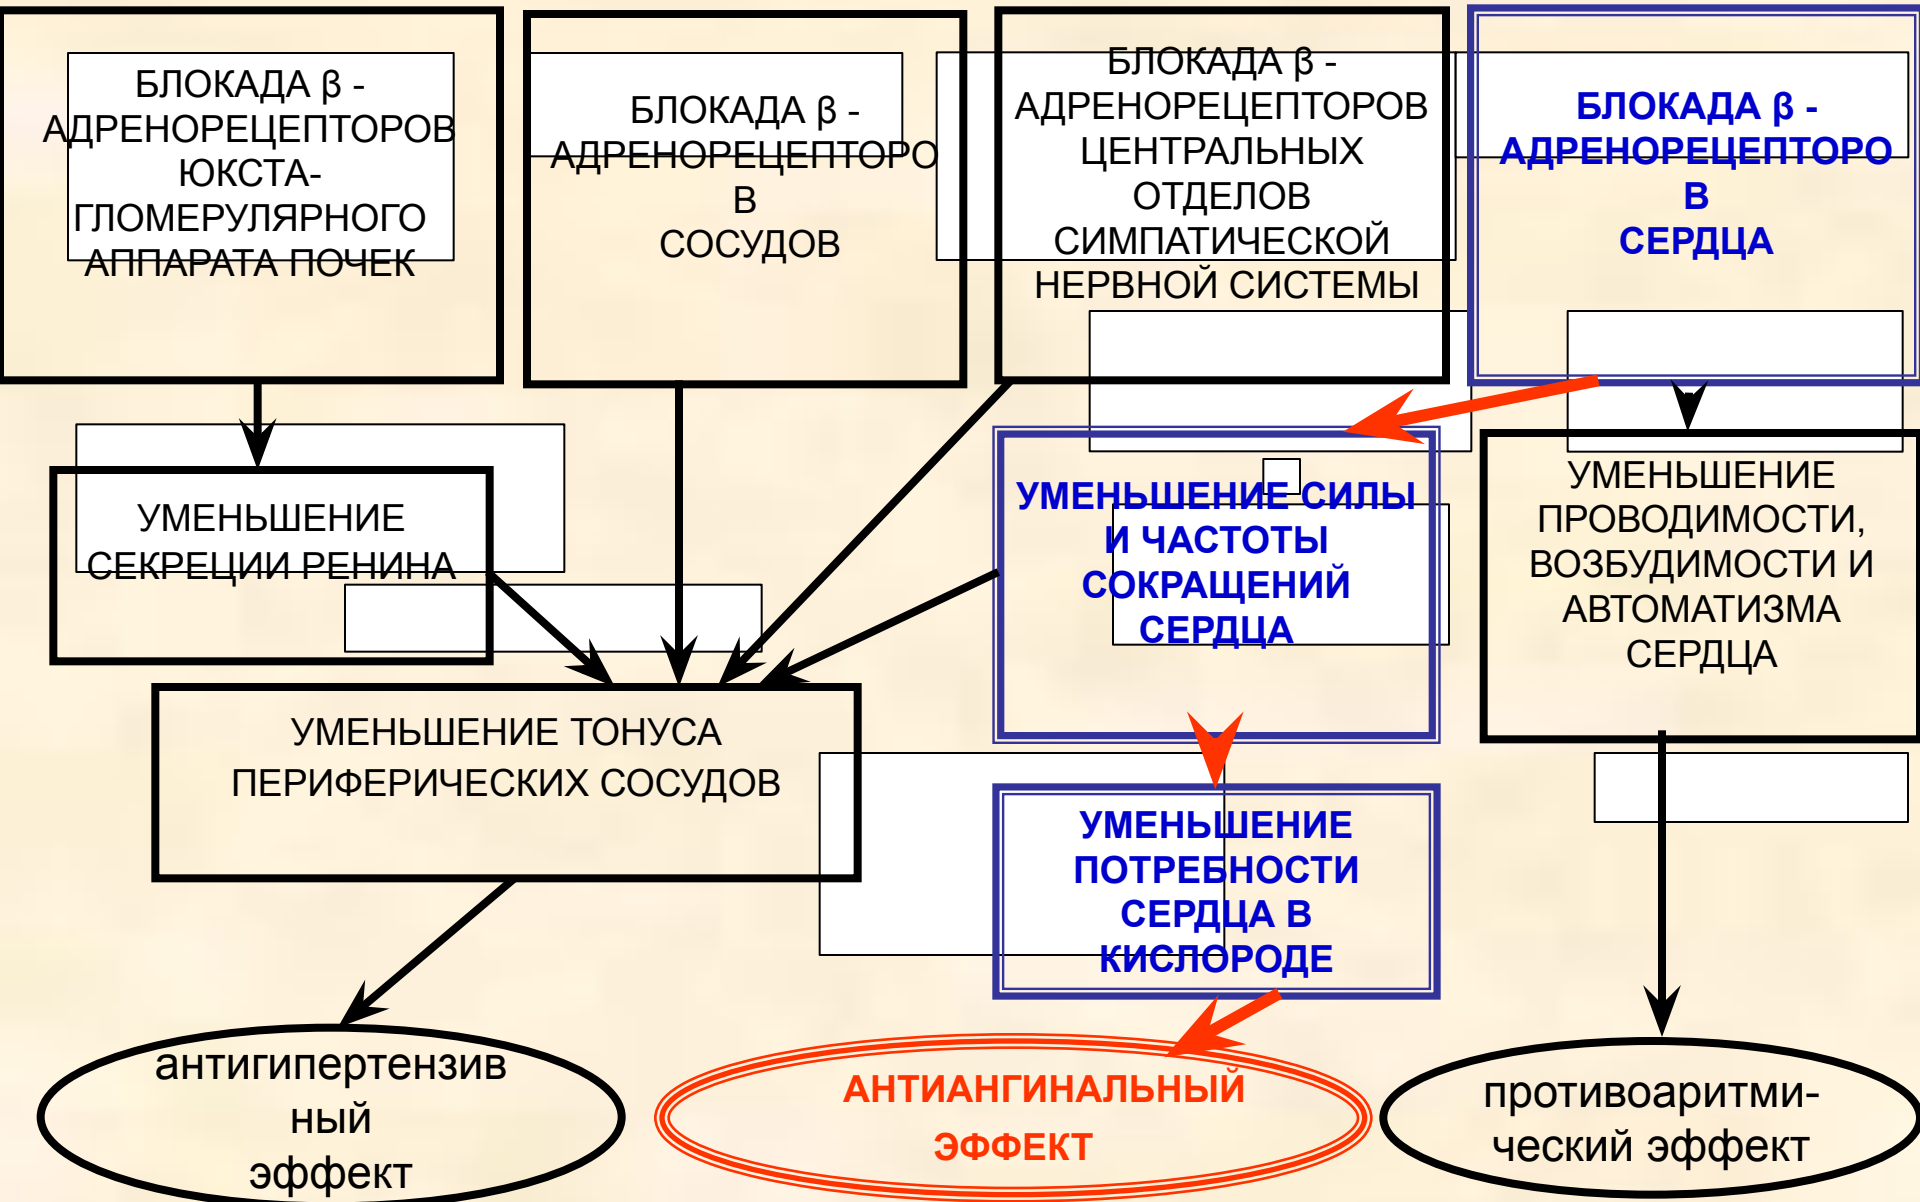 БЛОКАДА β -
АДРЕНОРЕЦЕПТОРОВ
ЮКСТА-
ГЛОМЕРУЛЯРНОГО
АППАРАТА ПОЧЕК
БЛОКАДА β -
АДРЕНОРЕЦЕПТОРО
В
СОСУДОВ
БЛОКАДА β -
АДРЕНОРЕЦЕПТОРОВ
ЦЕНТРАЛЬНЫХ
ОТДЕЛОВ
СИМПАТИЧЕСКОЙ
НЕРВНОЙ СИСТЕМЫ
БЛОКАДА β -
АДРЕНОРЕЦЕПТОРО
В
СЕРДЦА
УМЕНЬШЕНИЕ
СЕКРЕЦИИ РЕНИНА
УМЕНЬШЕНИЕ СИЛЫ
И ЧАСТОТЫ
СОКРАЩЕНИЙ
СЕРДЦА
УМЕНЬШЕНИЕ
ПРОВОДИМОСТИ,
ВОЗБУДИМОСТИ И
АВТОМАТИЗМА
СЕРДЦА
УМЕНЬШЕНИЕ ТОНУСА
ПЕРИФЕРИЧЕСКИХ СОСУДОВ
УМЕНЬШЕНИЕ
ПОТРЕБНОСТИ
СЕРДЦА В
КИСЛОРОДЕ
антигипертензив
ный
эффект
АНТИАНГИНАЛЬНЫЙ
ЭФФЕКТ
противоаритми-
ческий эффект